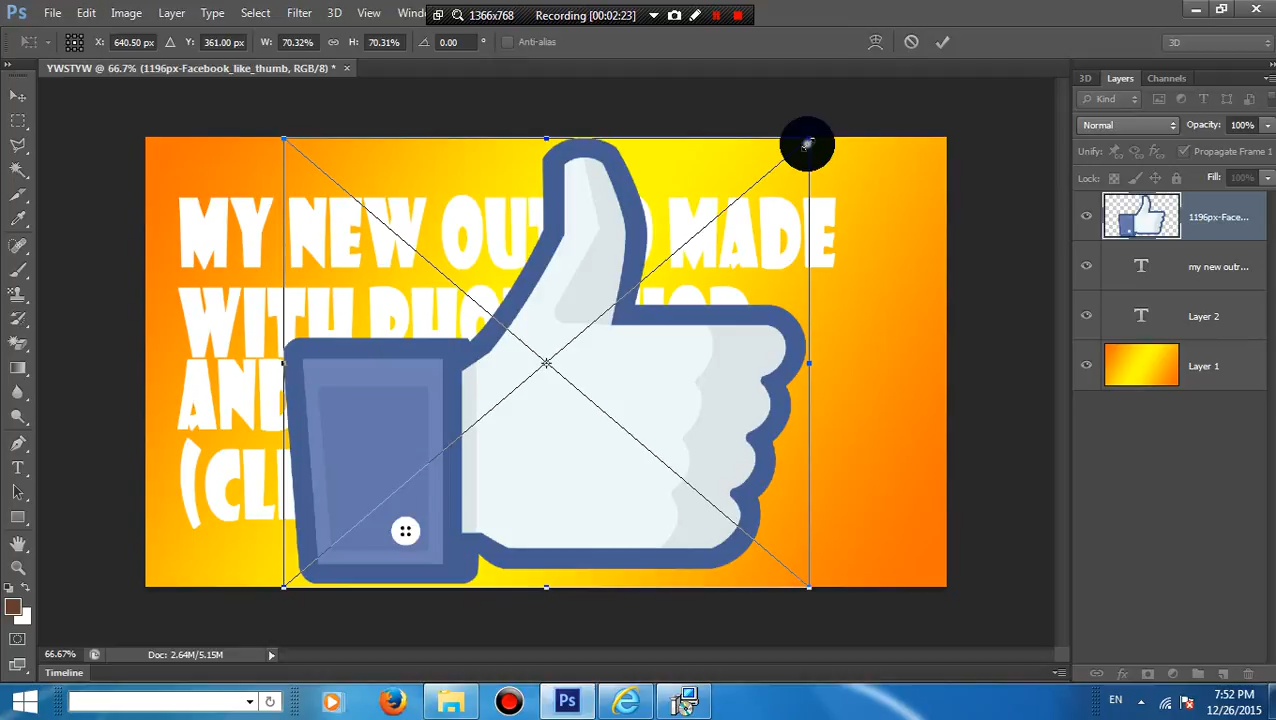 Ps File Edit Image Layer Type Select Filter 3D View Windo
1366x768 Recording [00:02:23]
X: 640.50 px Y: 361.00 px W: 70.32% H: 70.31% 0.00 ° Anti-alias 3D
YWSTYW @ 66.7% (1196px-Facebook_like_thumb, RGB/8) * ×
3D Layers Channels
Kind
Normal Opacity: 100%
Unify: Propagate Frame 1
Lock: Fill: 100%
1196px-Face...
T my new outr...
T Layer 2
Layer 1
MY NEW MADE
WITH
AND
(CL
66.67% Doc: 2.64M/5.15M
Timeline
Ps EN 7:52 PM
12/26/2015